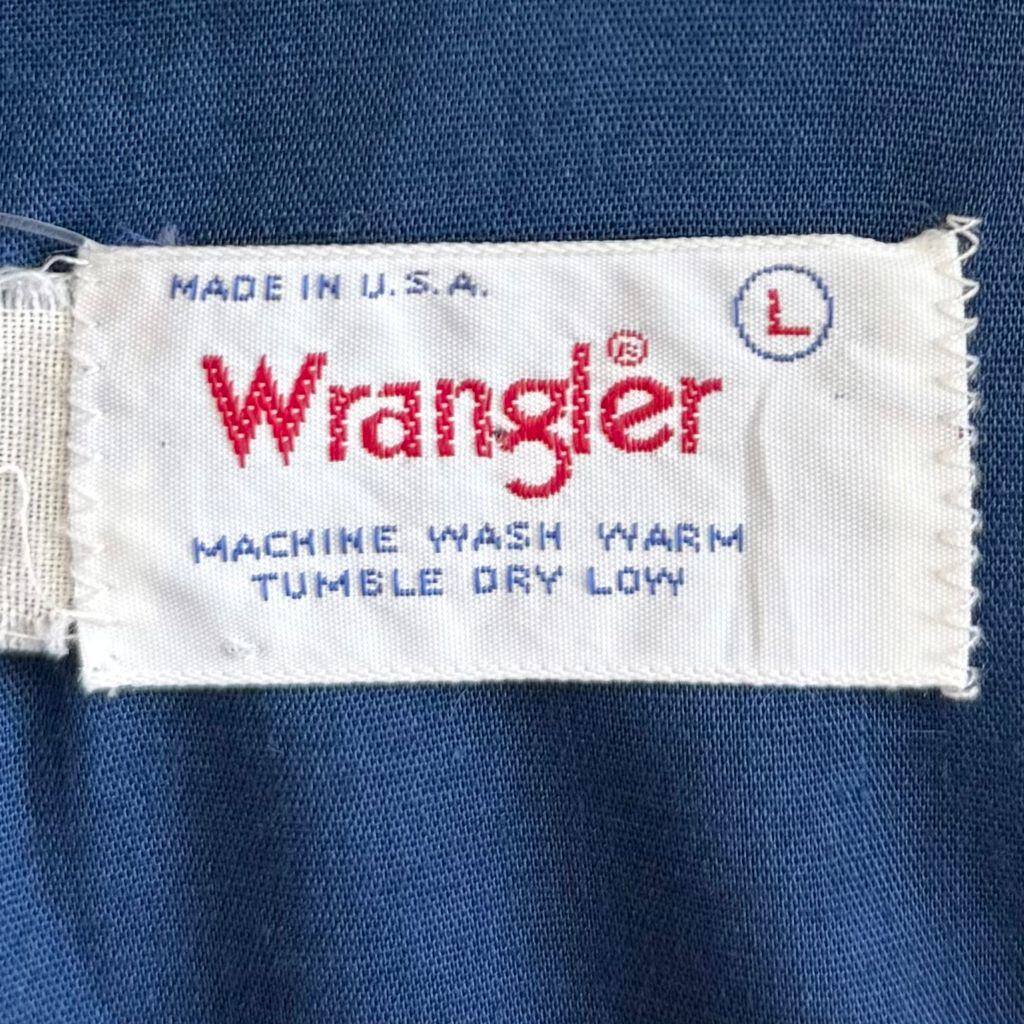 MADE IN U.S.A.
L
Wrangler®
MACHINE WASH WARM
TUMBLE DRY LOW